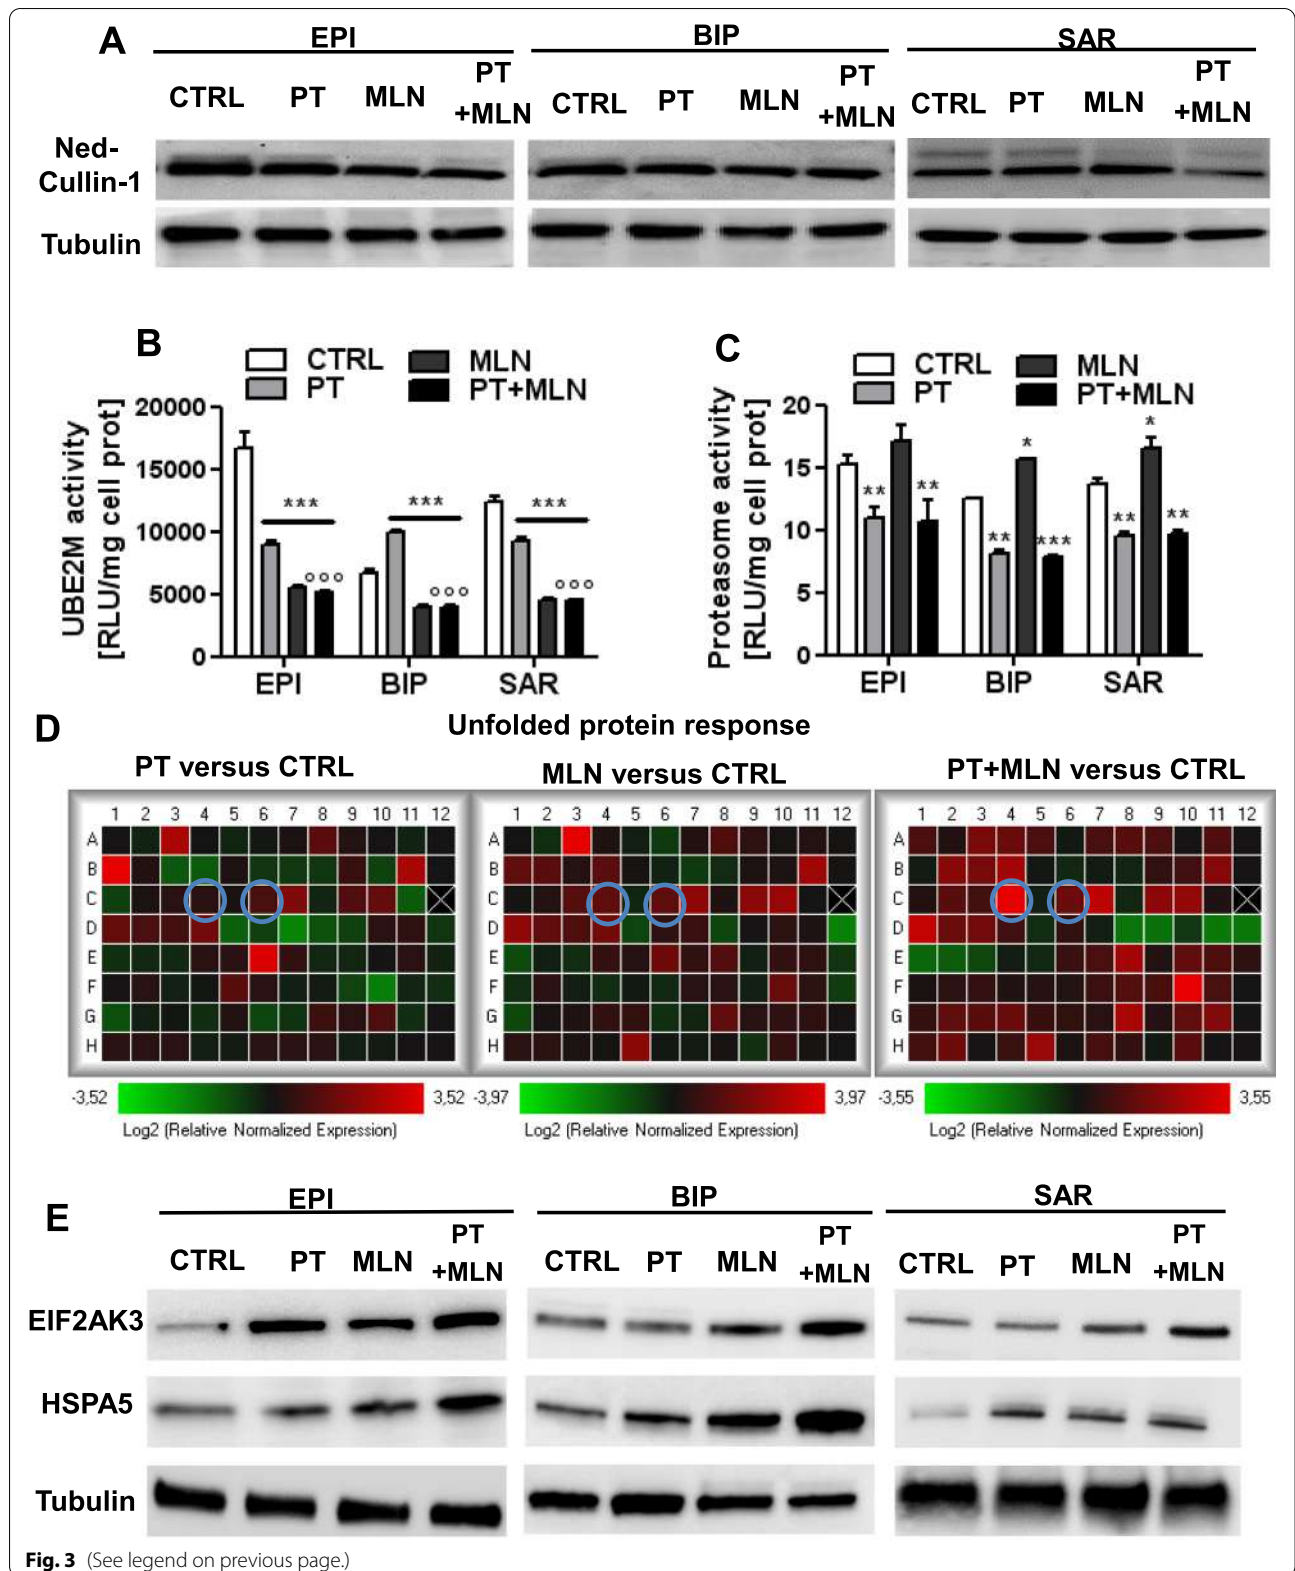 A
EPI
BIP
SAR
CTRL PT MLN PT +MLN
CTRL PT MLN PT +MLN
CTRL PT MLN PT +MLN
Ned-
Cullin-1
Tubulin
B
CTRL MLN
PT PT+MLN
UBE2M activity
[RLU/mg cell prot]
20000
15000
10000
5000
0
*** *** ***
°°° °°° °°°
EPI BIP SAR
C
CTRL MLN
PT PT+MLN
Proteasome activity
[RLU/mg cell prot]
20
15
10
5
0
** ** ** * *** ** * **
EPI BIP SAR
D
Unfolded protein response
PT versus CTRL
1 2 3 4 5 6 7 8 9 10 11 12
A
B
C
D
E
F
G
H
-3,52 3,52
Log2 (Relative Normalized Expression)
MLN versus CTRL
1 2 3 4 5 6 7 8 9 10 11 12
A
B
C
D
E
F
G
H
-3,97 3,97
Log2 (Relative Normalized Expression)
PT+MLN versus CTRL
1 2 3 4 5 6 7 8 9 10 11 12
A
B
C
D
E
F
G
H
-3,55 3,55
Log2 (Relative Normalized Expression)
E
EPI
BIP
SAR
CTRL PT MLN PT +MLN
CTRL PT MLN PT +MLN
CTRL PT MLN PT +MLN
EIF2AK3
HSPA5
Tubulin
Fig. 3 (See legend on previous page.)